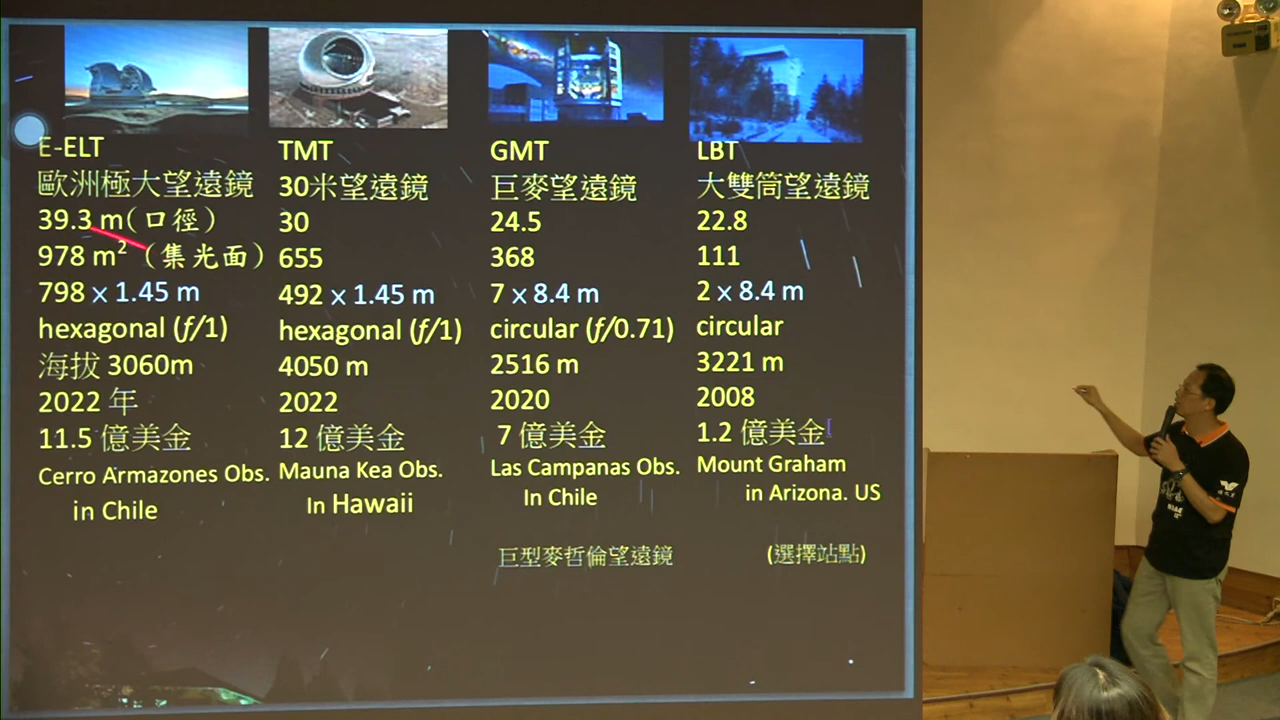 E-ELT
歐洲極大望遠鏡
39.3 m(口徑)
978 m² (集光面)
798 x 1.45 m
hexagonal (f/1)
海拔 3060m
2022 年
11.5 億美金
Cerro Armazones Obs.
in Chile
TMT
30米望遠鏡
30
655
492 x 1.45 m
hexagonal (f/1)
4050 m
2022
12 億美金
Mauna Kea Obs.
In Hawaii
GMT
巨麥望遠鏡
24.5
368
7 x 8.4 m
circular (f/0.71)
2516 m
2020
7 億美金
Las Campanas Obs.
In Chile
巨型麥哲倫望遠鏡
LBT
大雙筒望遠鏡
22.8
111
2 x 8.4 m
circular
3221 m
2008
1.2 億美金[
Mount Graham
in Arizona. US
(選擇站點)